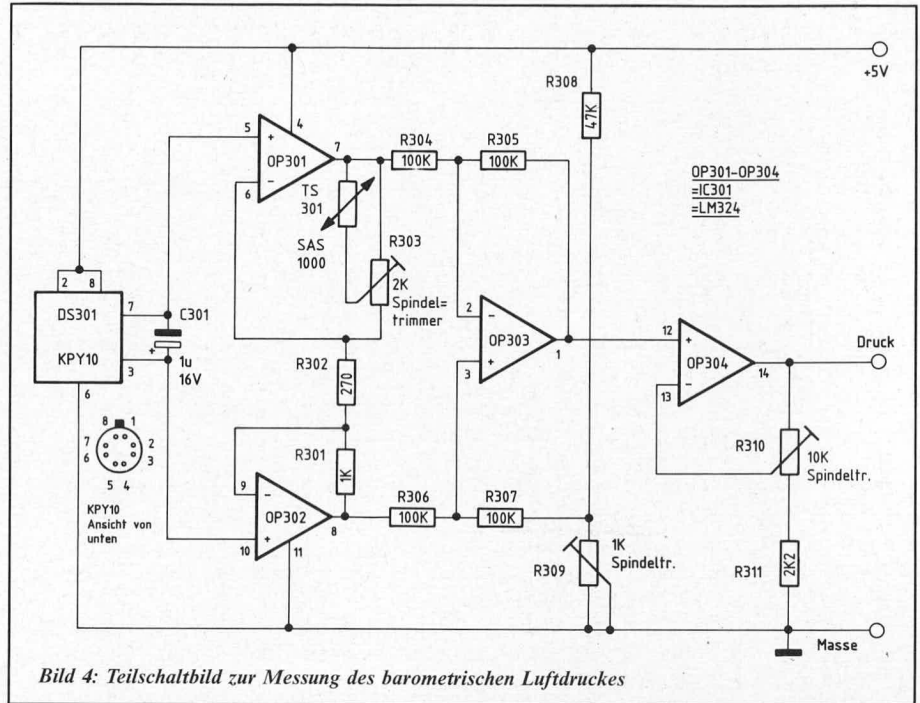 +5V
R308
47K
5
+
4
OP301
7
R304
100K
R305
100K
OP301-OP304
=IC301
=LM324
6
−
TS
301
SAS
1000
R303
2K
Spindel=
trimmer
2
8
DS301
KPY10
7
3
6
C301
+
1u
16V
2
−
OP303
3
+
1
12
+
OP304
13
−
14
Druck
R302
270
R301
1K
R310
10K
Spindeltr.
8
1
7
2
6
3
5
4
KPY10
Ansicht von
unten
9
−
OP302
10
+
8
11
R306
100K
R307
100K
R309
1K
Spindeltr.
R311
2K2
Masse
Bild 4: Teilschaltbild zur Messung des barometrischen Luftdruckes